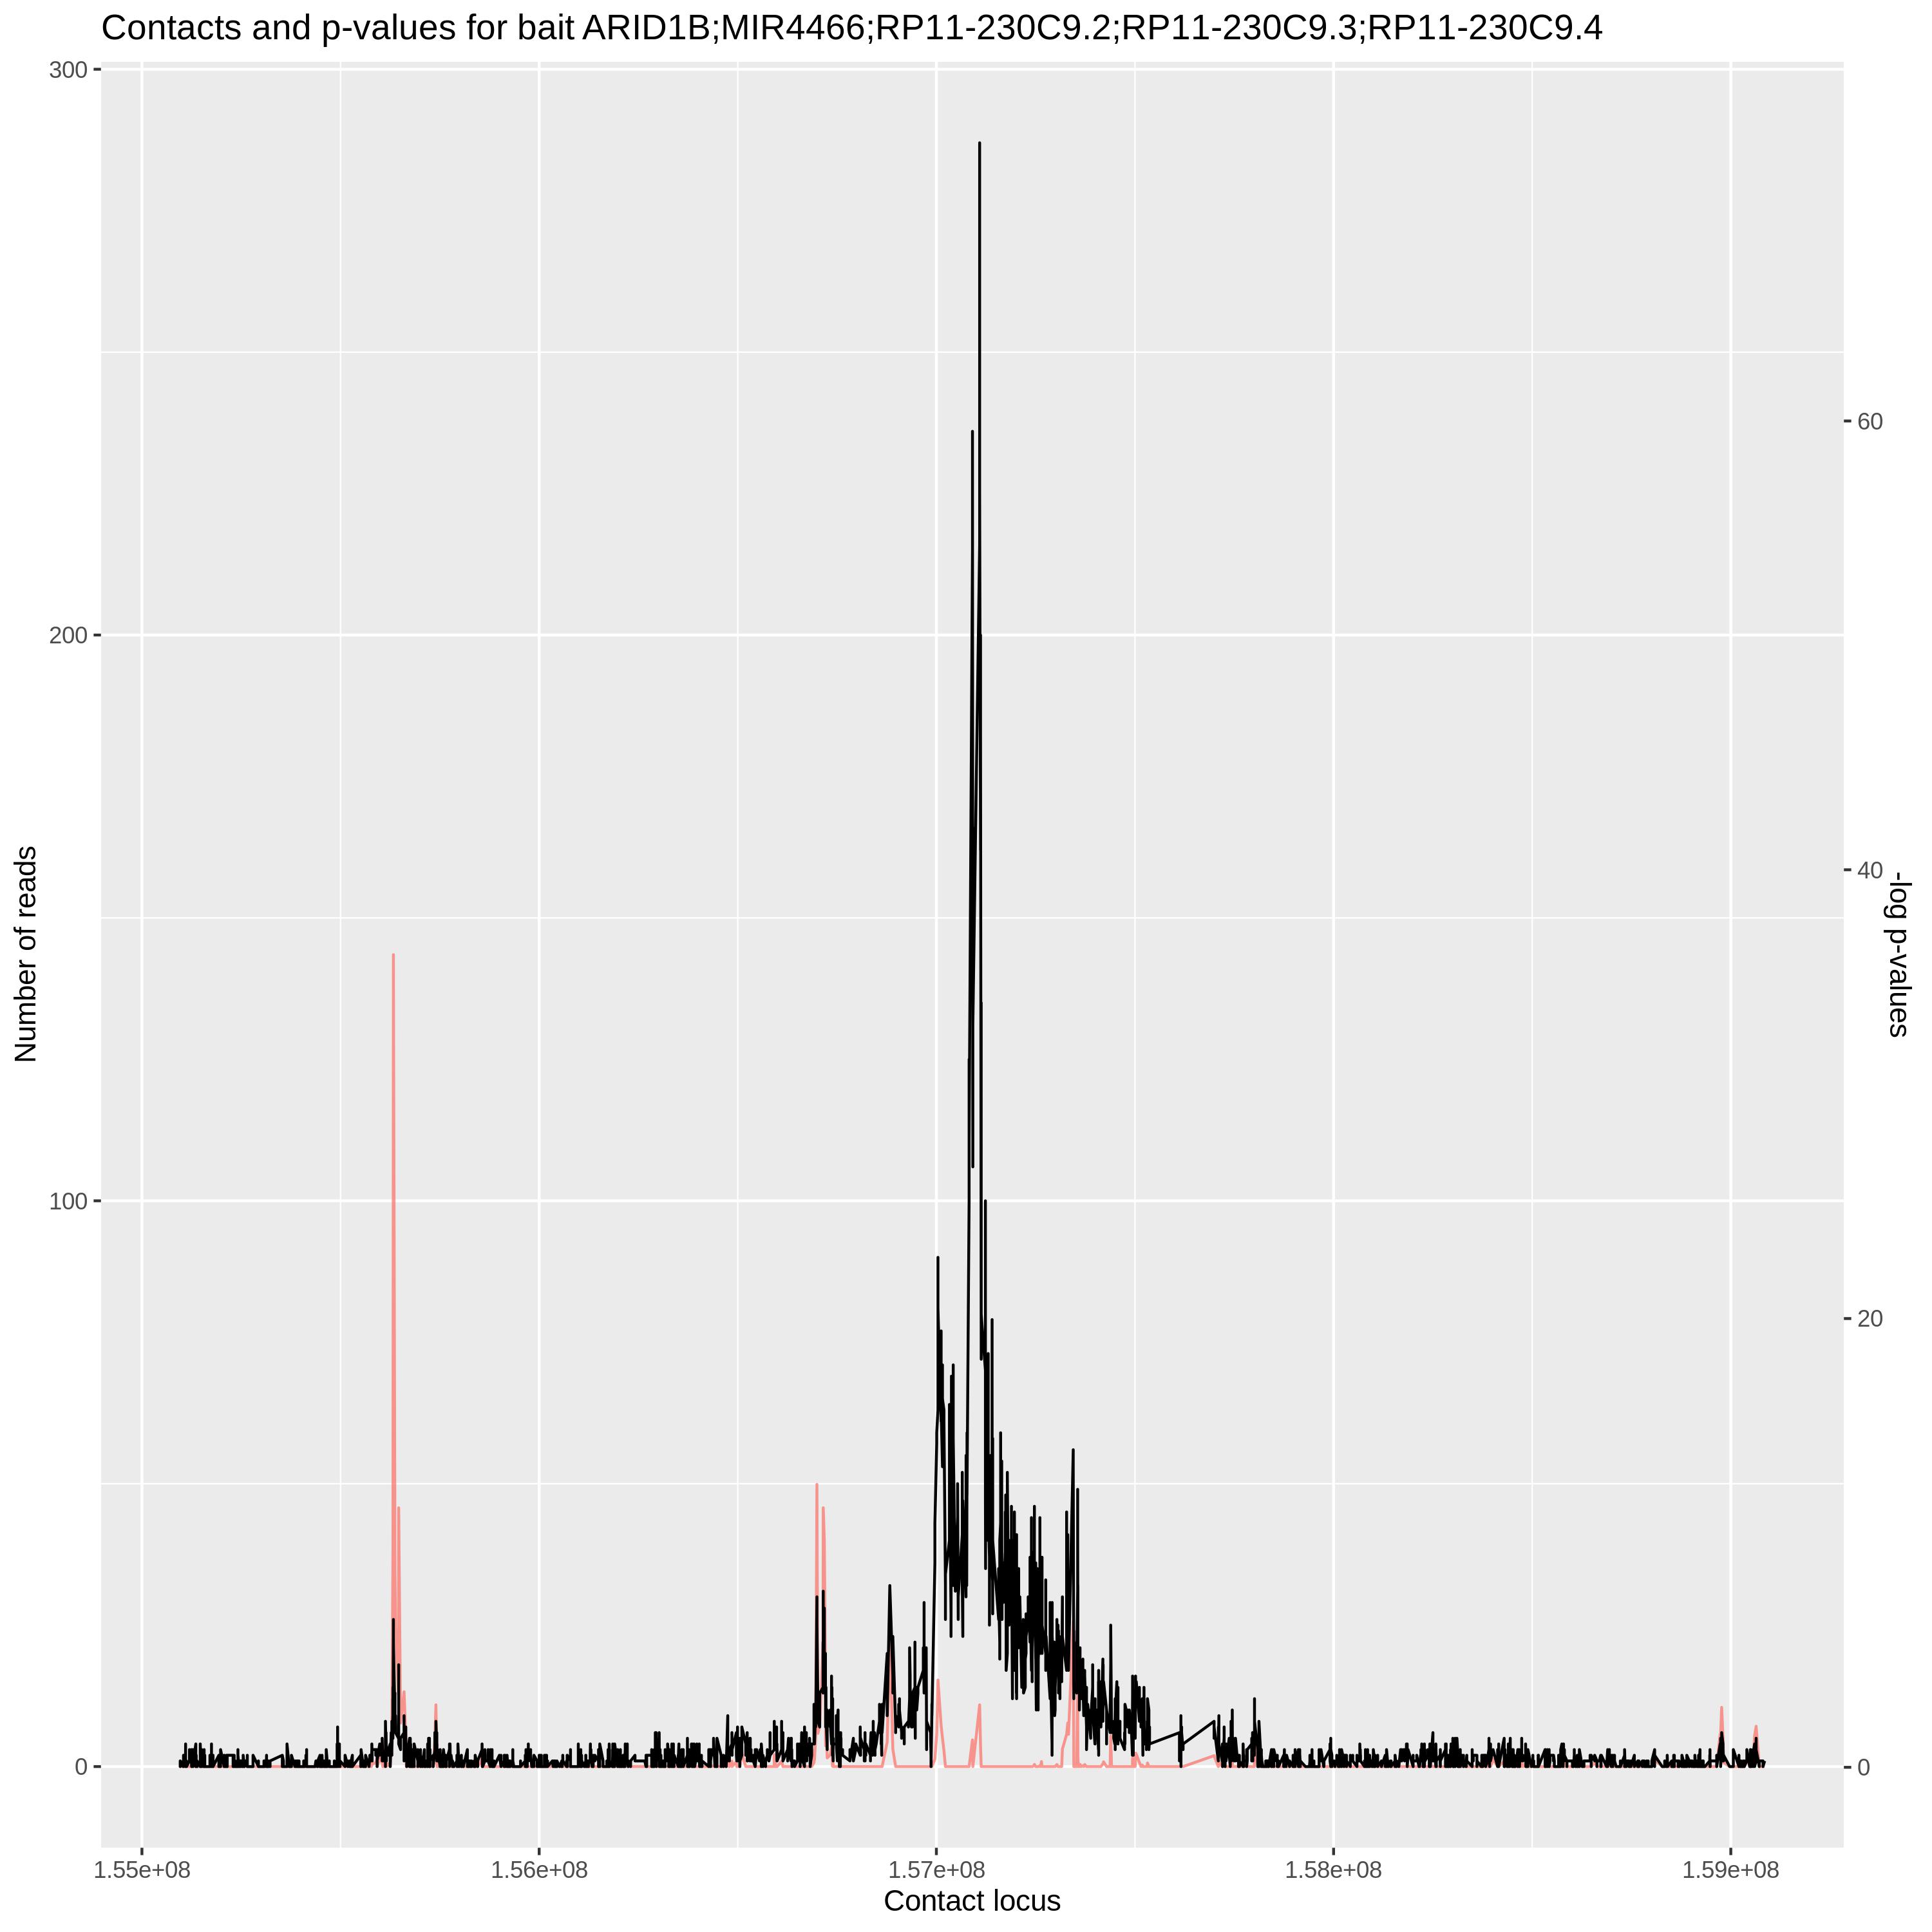 Contacts and p-values for bait ARID1B;MIR4466;RP11-230C9.2;RP11-230C9.3;RP11-230C9.4
300
200
100
0
Number of reads
60
40
20
0
-log p-values
1.55e+08
1.56e+08
1.57e+08
1.58e+08
1.59e+08
Contact locus